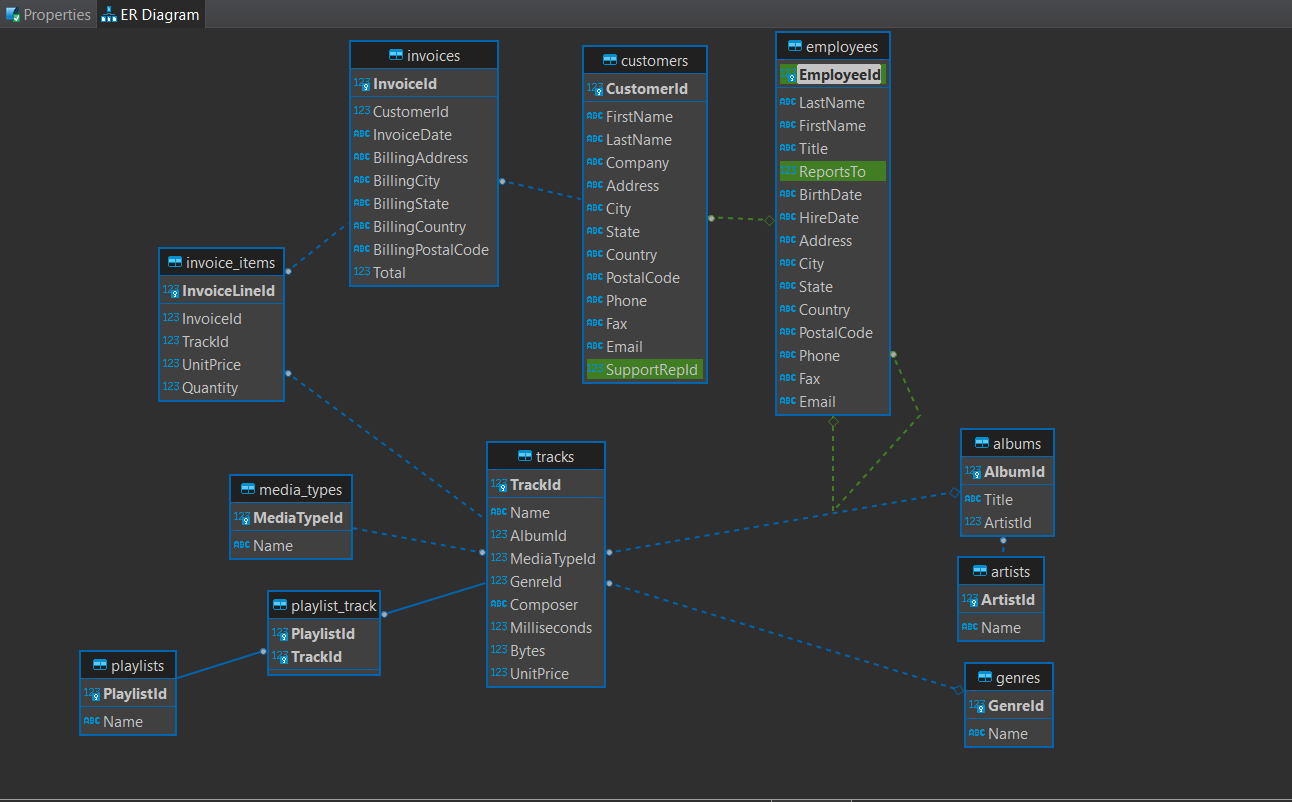 Properties
ER Diagram
invoices
123 InvoiceId
123 CustomerId
ABC InvoiceDate
ABC BillingAddress
ABC BillingCity
ABC BillingState
ABC BillingCountry
ABC BillingPostalCode
123 Total
customers
123 CustomerId
ABC FirstName
ABC LastName
ABC Company
ABC Address
ABC City
ABC State
ABC Country
ABC PostalCode
ABC Phone
ABC Fax
ABC Email
123 SupportRepId
employees
123 EmployeeId
ABC LastName
ABC FirstName
ABC Title
123 ReportsTo
ABC BirthDate
ABC HireDate
ABC Address
ABC City
ABC State
ABC Country
ABC PostalCode
ABC Phone
ABC Fax
ABC Email
invoice_items
123 InvoiceLineId
123 InvoiceId
123 TrackId
123 UnitPrice
123 Quantity
tracks
123 TrackId
ABC Name
123 AlbumId
123 MediaTypeId
123 GenreId
ABC Composer
123 Milliseconds
123 Bytes
123 UnitPrice
media_types
123 MediaTypeId
ABC Name
albums
123 AlbumId
ABC Title
123 ArtistId
artists
123 ArtistId
ABC Name
playlist_track
123 PlaylistId
123 TrackId
playlists
123 PlaylistId
ABC Name
genres
123 GenreId
ABC Name